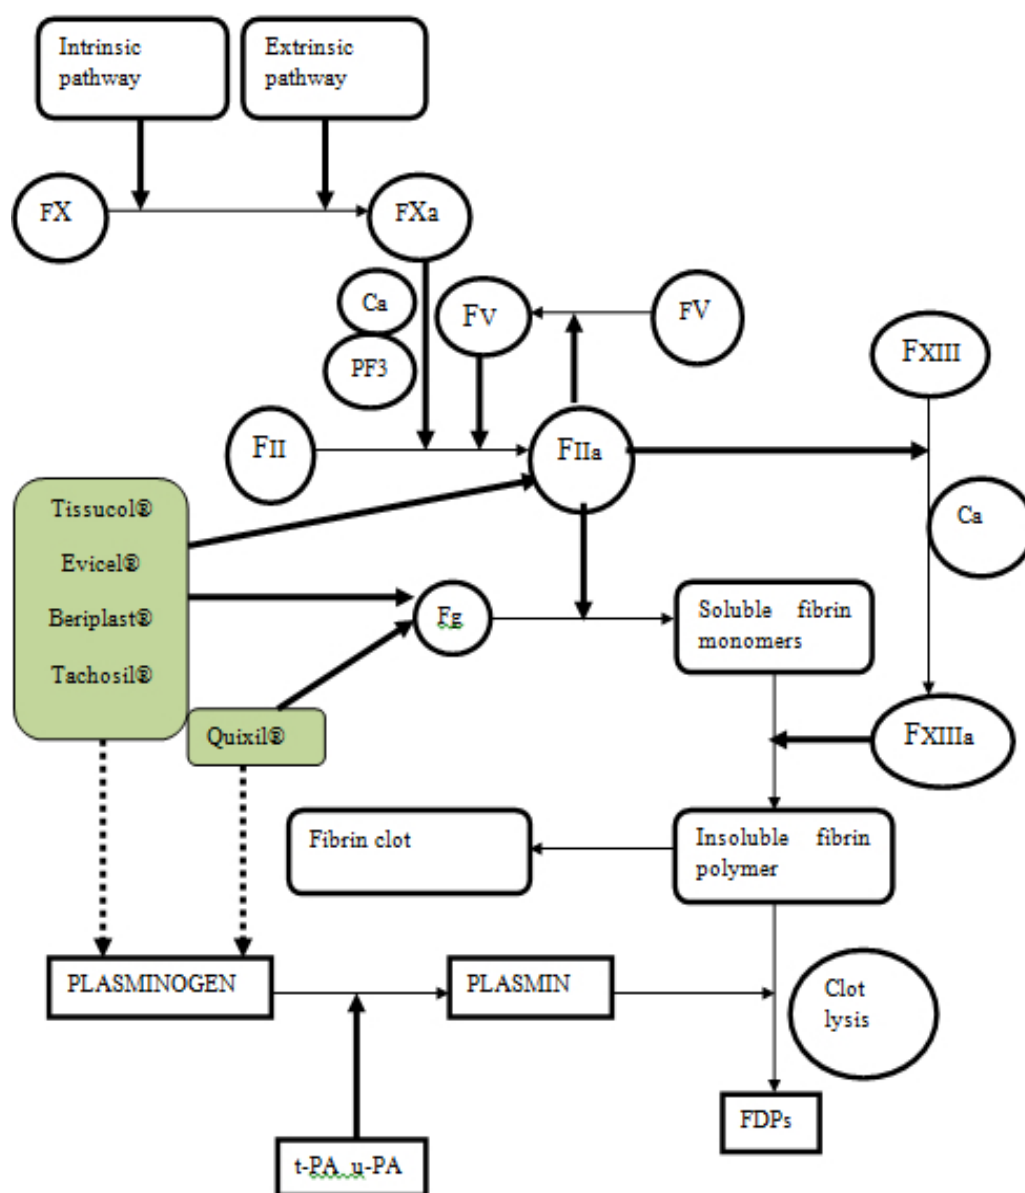 Intrinsic
pathway
Extrinsic
pathway
FX
FXa
Ca
FV
FV
FXIII
PF3
FII
FIIa
Tissucol®
Evicel®
Beriplast®
Tachosil®
Ca
Fg
Soluble fibrin
monomers
Quixil®
FXIIIa
Fibrin clot
Insoluble fibrin
polymer
PLASMINOGEN
PLASMIN
Clot
lysis
FDPs
t-PA u-PA